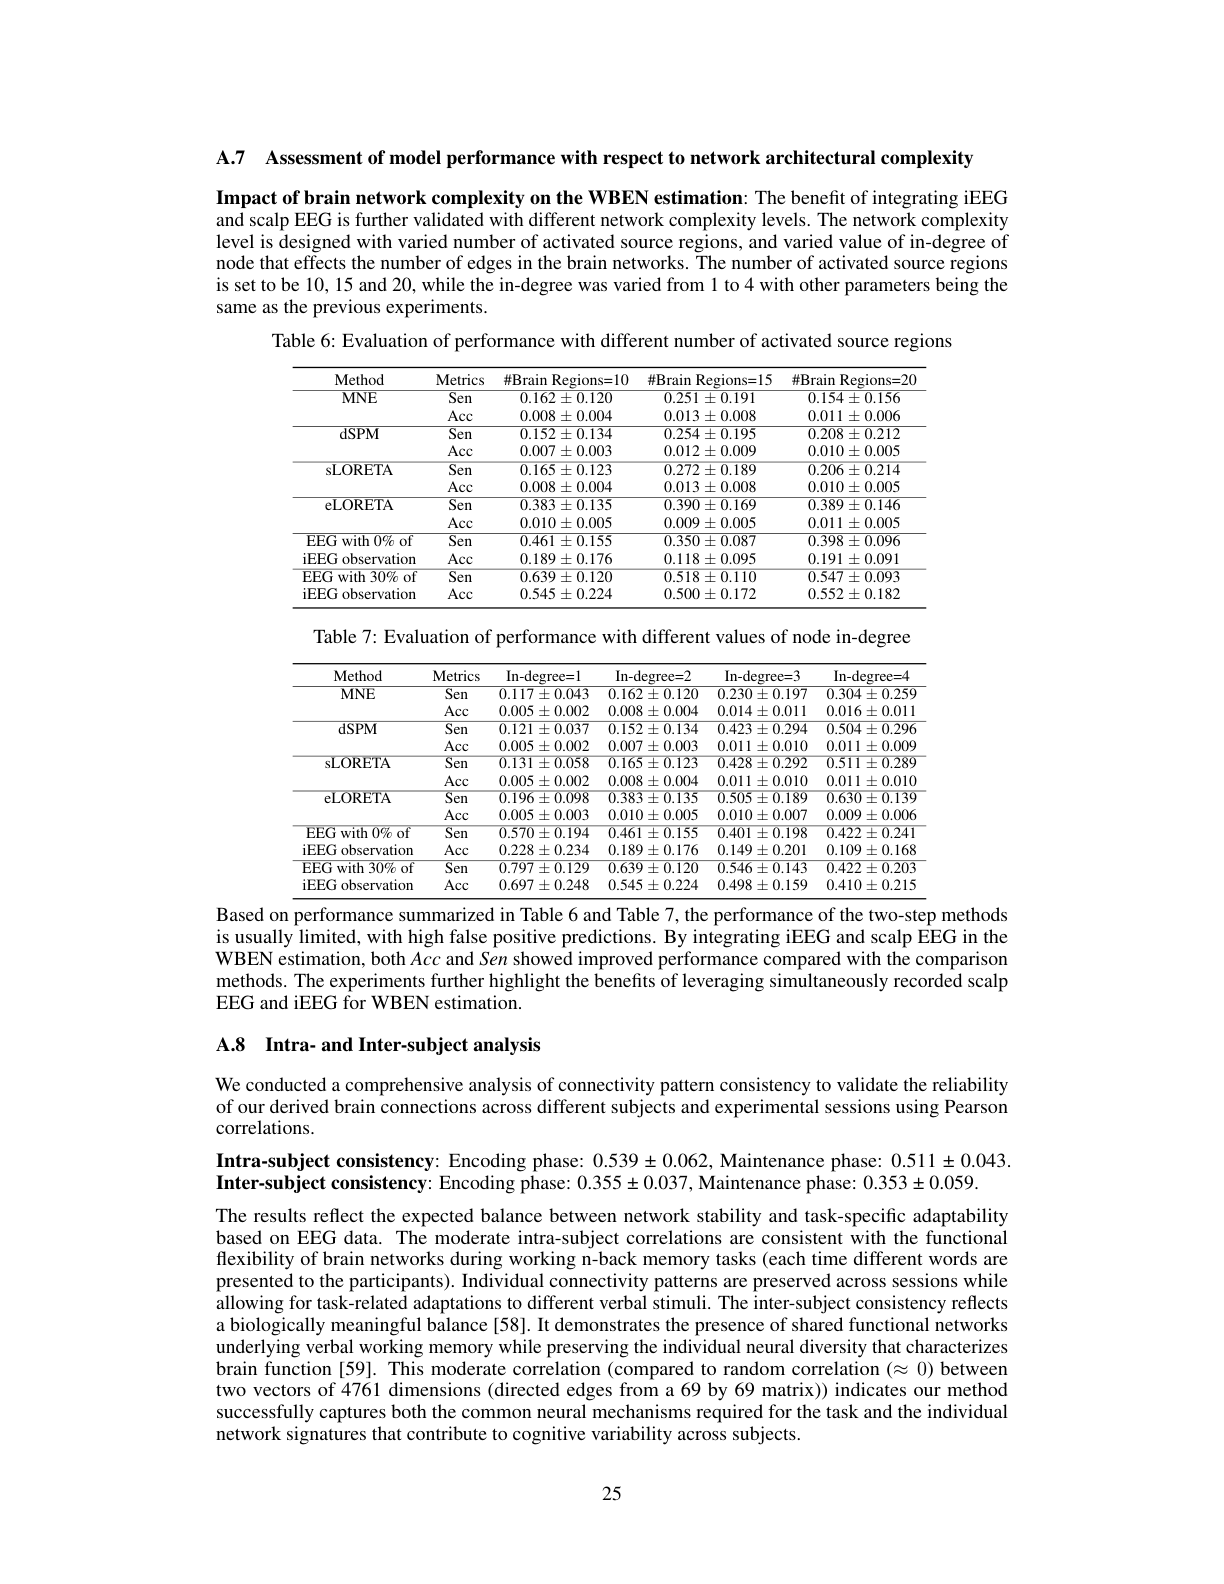 A.7 Assessment of model performance with respect to network architectural complexity
Impact of brain network complexity on the WBEN estimation: The benefit of integrating iEEG
and scalp EEG is further validated with different network complexity levels. The network complexity
level is designed with varied number of activated source regions, and varied value of in-degree of
node that effects the number of edges in the brain networks. The number of activated source regions
is set to be 10, 15 and 20, while the in-degree was varied from 1 to 4 with other parameters being the
same as the previous experiments.
Table 6: Evaluation of performance with different number of activated source regions
Method Metrics #Brain Regions=10 #Brain Regions=15 #Brain Regions=20
MNE Sen 0.162 ± 0.120 0.251 ± 0.191 0.154 ± 0.156
Acc 0.008 ± 0.004 0.013 ± 0.008 0.011 ± 0.006
dSPM Sen 0.152 ± 0.134 0.254 ± 0.195 0.208 ± 0.212
Acc 0.007 ± 0.003 0.012 ± 0.009 0.010 ± 0.005
sLORETA Sen 0.165 ± 0.123 0.272 ± 0.189 0.206 ± 0.214
Acc 0.008 ± 0.004 0.013 ± 0.008 0.010 ± 0.005
eLORETA Sen 0.383 ± 0.135 0.390 ± 0.169 0.389 ± 0.146
Acc 0.010 ± 0.005 0.009 ± 0.005 0.011 ± 0.005
EEG with 0% of Sen 0.461 ± 0.155 0.350 ± 0.087 0.398 ± 0.096
iEEG observation Acc 0.189 ± 0.176 0.118 ± 0.095 0.191 ± 0.091
EEG with 30% of Sen 0.639 ± 0.120 0.518 ± 0.110 0.547 ± 0.093
iEEG observation Acc 0.545 ± 0.224 0.500 ± 0.172 0.552 ± 0.182
Table 7: Evaluation of performance with different values of node in-degree
Method Metrics In-degree=1 In-degree=2 In-degree=3 In-degree=4
MNE Sen 0.117 ± 0.043 0.162 ± 0.120 0.230 ± 0.197 0.304 ± 0.259
Acc 0.005 ± 0.002 0.008 ± 0.004 0.014 ± 0.011 0.016 ± 0.011
dSPM Sen 0.121 ± 0.037 0.152 ± 0.134 0.423 ± 0.294 0.504 ± 0.296
Acc 0.005 ± 0.002 0.007 ± 0.003 0.011 ± 0.010 0.011 ± 0.009
sLORETA Sen 0.131 ± 0.058 0.165 ± 0.123 0.428 ± 0.292 0.511 ± 0.289
Acc 0.005 ± 0.002 0.008 ± 0.004 0.011 ± 0.010 0.011 ± 0.010
eLORETA Sen 0.196 ± 0.098 0.383 ± 0.135 0.505 ± 0.189 0.630 ± 0.139
Acc 0.005 ± 0.003 0.010 ± 0.005 0.010 ± 0.007 0.009 ± 0.006
EEG with 0% of Sen 0.570 ± 0.194 0.461 ± 0.155 0.401 ± 0.198 0.422 ± 0.241
iEEG observation Acc 0.228 ± 0.234 0.189 ± 0.176 0.149 ± 0.201 0.109 ± 0.168
EEG with 30% of Sen 0.797 ± 0.129 0.639 ± 0.120 0.546 ± 0.143 0.422 ± 0.203
iEEG observation Acc 0.697 ± 0.248 0.545 ± 0.224 0.498 ± 0.159 0.410 ± 0.215
Based on performance summarized in Table 6 and Table 7, the performance of the two-step methods
is usually limited, with high false positive predictions. By integrating iEEG and scalp EEG in the
WBEN estimation, both Acc and Sen showed improved performance compared with the comparison
methods. The experiments further highlight the benefits of leveraging simultaneously recorded scalp
EEG and iEEG for WBEN estimation.
A.8 Intra- and Inter-subject analysis
We conducted a comprehensive analysis of connectivity pattern consistency to validate the reliability
of our derived brain connections across different subjects and experimental sessions using Pearson
correlations.
Intra-subject consistency: Encoding phase: 0.539 ± 0.062, Maintenance phase: 0.511 ± 0.043.
Inter-subject consistency: Encoding phase: 0.355 ± 0.037, Maintenance phase: 0.353 ± 0.059.
The results reflect the expected balance between network stability and task-specific adaptability
based on EEG data. The moderate intra-subject correlations are consistent with the functional
flexibility of brain networks during working n-back memory tasks (each time different words are
presented to the participants). Individual connectivity patterns are preserved across sessions while
allowing for task-related adaptations to different verbal stimuli. The inter-subject consistency reflects
a biologically meaningful balance [58]. It demonstrates the presence of shared functional networks
underlying verbal working memory while preserving the individual neural diversity that characterizes
brain function [59]. This moderate correlation (compared to random correlation (≈ 0) between
two vectors of 4761 dimensions (directed edges from a 69 by 69 matrix)) indicates our method
successfully captures both the common neural mechanisms required for the task and the individual
network signatures that contribute to cognitive variability across subjects.
25